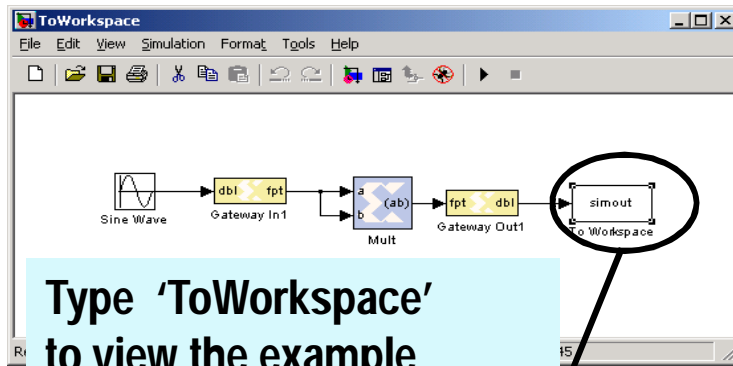 ToWorkspace
File Edit View Simulation Format Tools Help
Sine Wave
dbl fpt
Gateway In1
a
b
(ab)
Mult
fpt dbl
Gateway Out1
simout
To Workspace
Type ‘ToWorkspace’
to view the example
45